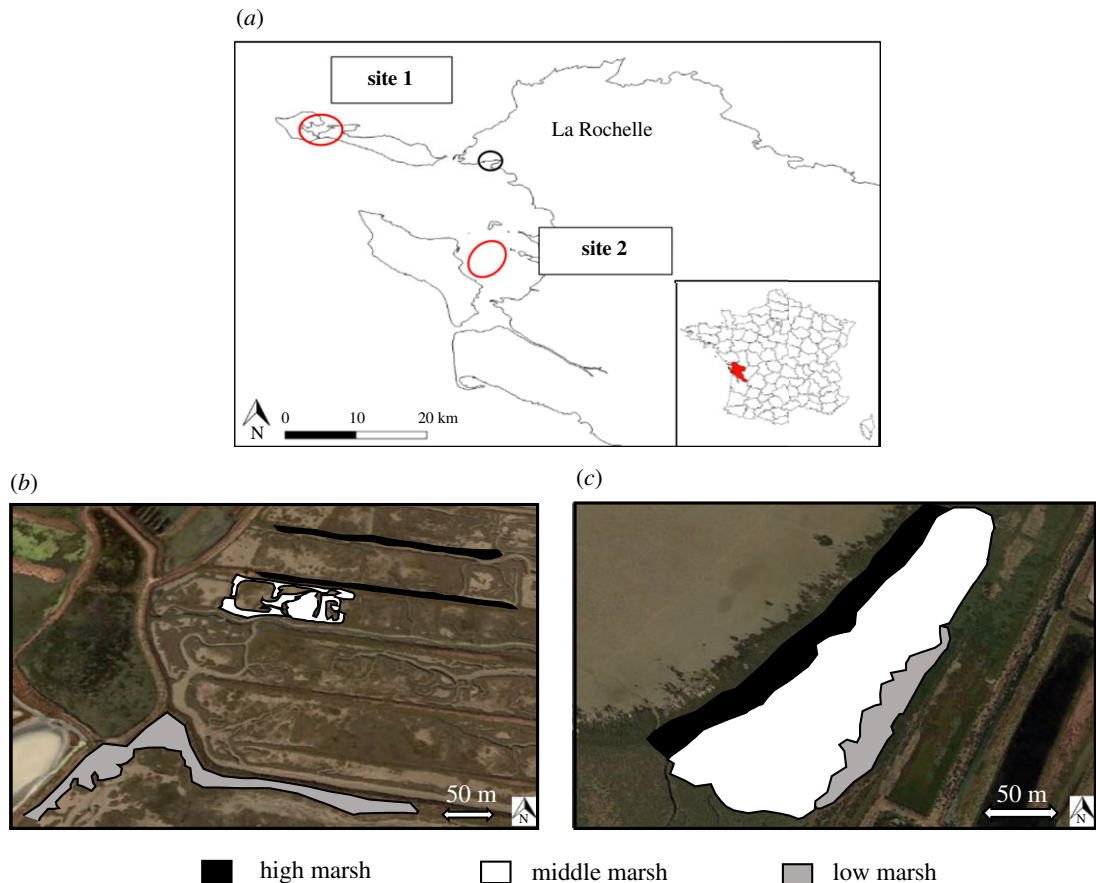 (a)
site 1
La Rochelle
site 2
0 10 20 km
N
(b)
(c)
50 m
N
50 m
N
high marsh
middle marsh
low marsh